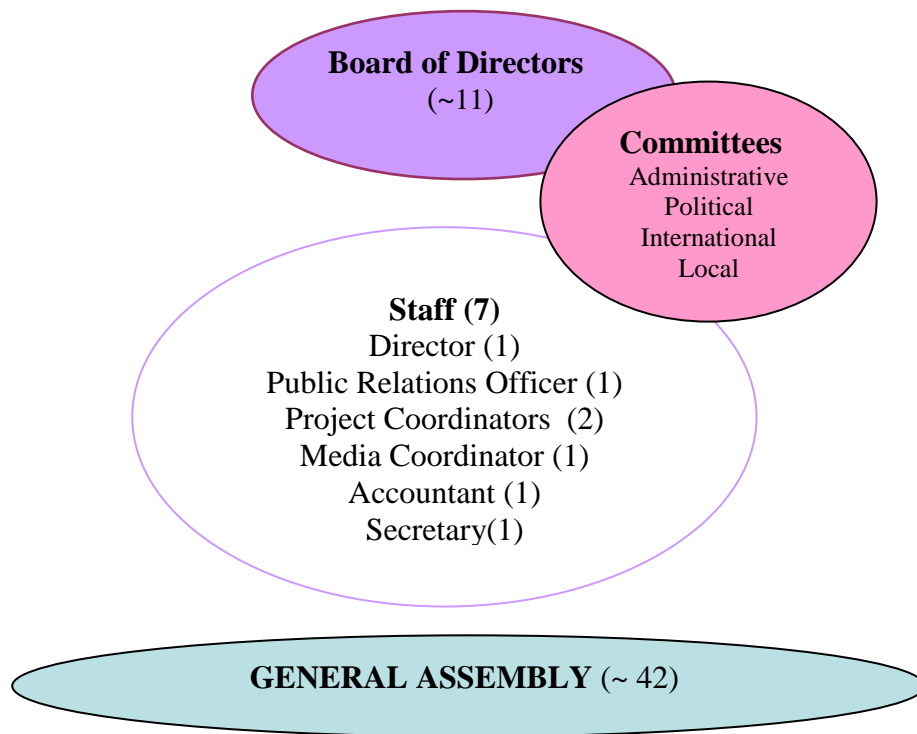 Board of Directors
(~11)
Committees
Administrative
Political
International
Local
Staff (7)
Director (1)
Public Relations Officer (1)
Project Coordinators (2)
Media Coordinator (1)
Accountant (1)
Secretary(1)
GENERAL ASSEMBLY (~ 42)